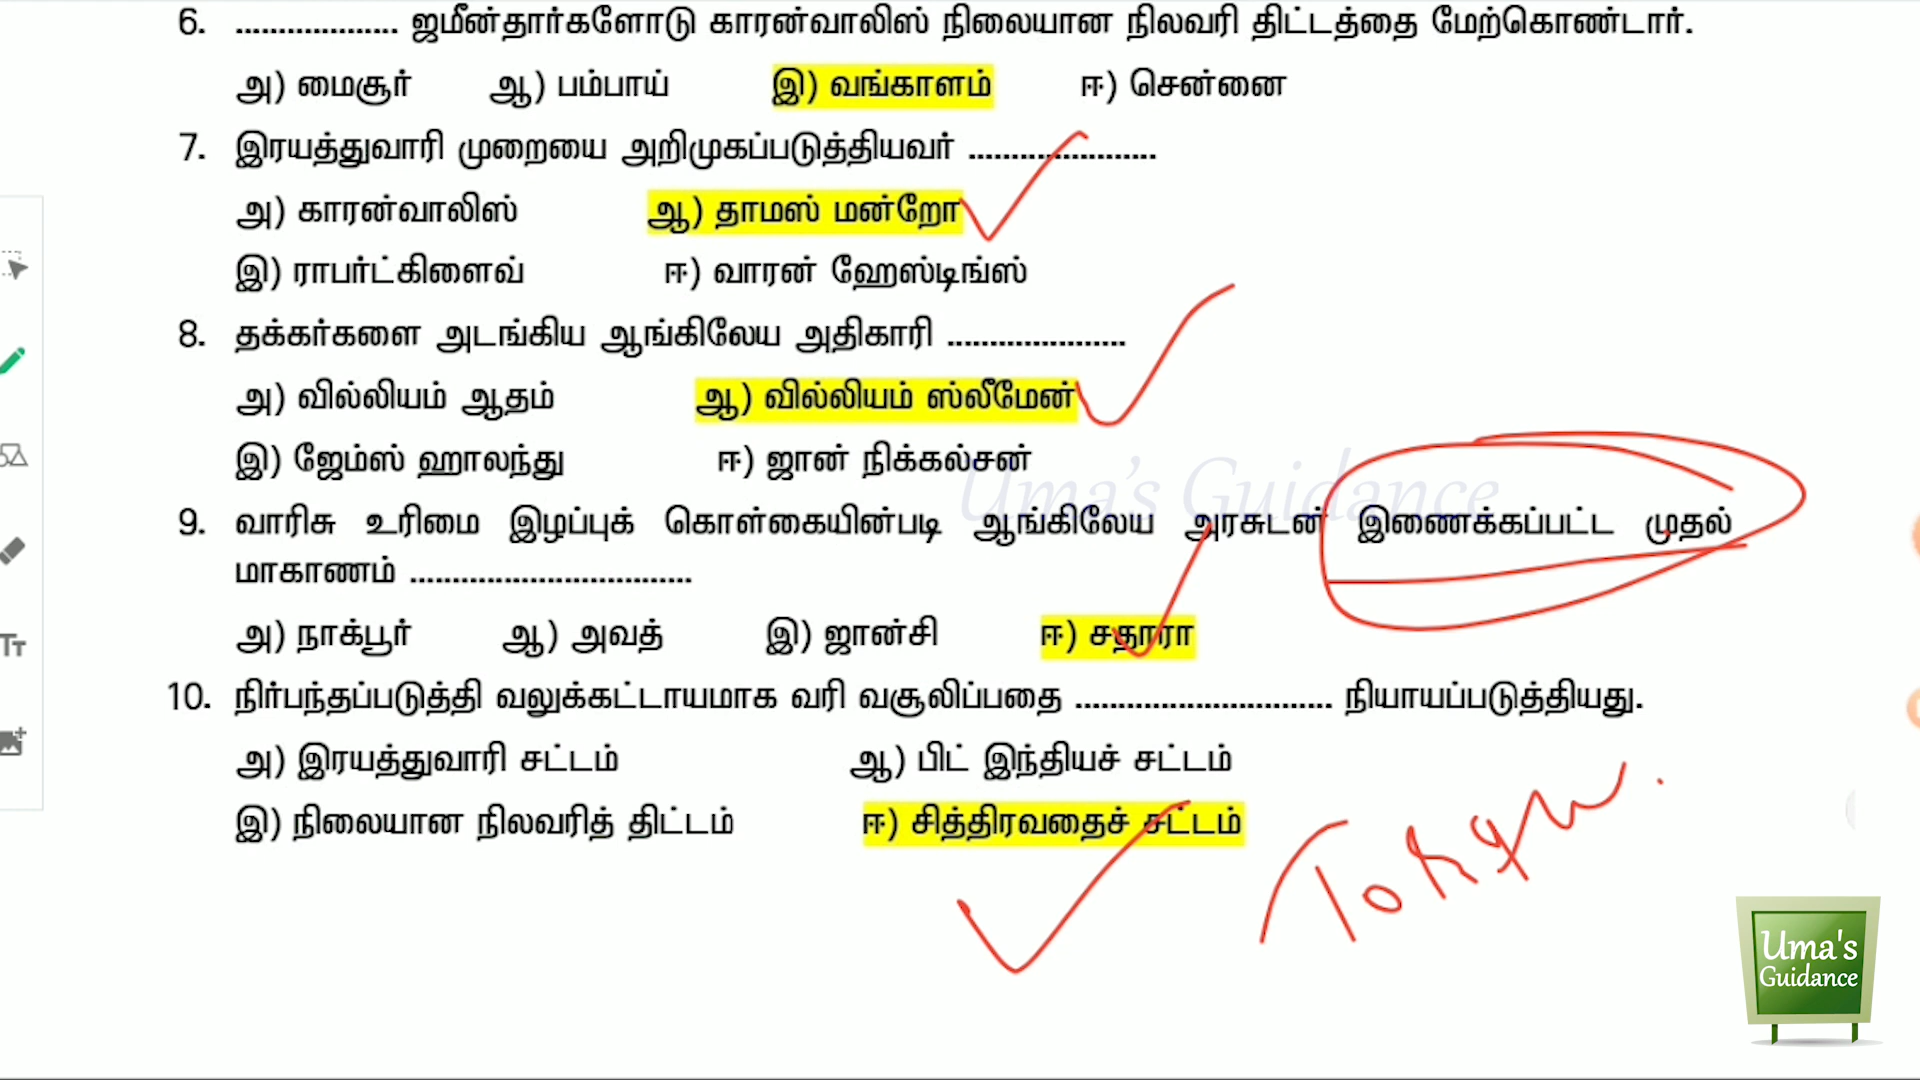 6. ................... ஜமீன்தார்களோடு காரன்வாலிஸ் நிலையான நிலவரி திட்டத்தை மேற்கொண்டார்.
அ) மைசூர் ஆ) பம்பாய் இ) வங்காளம் ஈ) சென்னை
7. இரயத்துவாரி முறையை அறிமுகப்படுத்தியவர் ......................
அ) காரன்வாலிஸ் ஆ) தாமஸ் மன்றோ
இ) ராபர்ட்கிளைவ் ஈ) வாரன் ஹேஸ்டிங்ஸ்
8. தக்கர்களை அடங்கிய ஆங்கிலேய அதிகாரி .....................
அ) வில்லியம் ஆதம் ஆ) வில்லியம் ஸ்லீமேன்
இ) ஜேம்ஸ் ஹாலந்து ஈ) ஜான் நிக்கல்சன்
Uma's Guidance
9. வாரிசு உரிமை இழப்புக் கொள்கையின்படி ஆங்கிலேய அரசுடன் இணைக்கப்பட்ட முதல்
மாகாணம் .................................
அ) நாக்பூர் ஆ) அவத் இ) ஜான்சி ஈ) சதாரா
10. நிர்பந்தப்படுத்தி வலுக்கட்டாயமாக வரி வசூலிப்பதை .............................. நியாயப்படுத்தியது.
அ) இரயத்துவாரி சட்டம் ஆ) பிட் இந்தியச் சட்டம்
இ) நிலையான நிலவரித் திட்டம் ஈ) சித்திரவதைச் சட்டம்
Uma's
Guidance